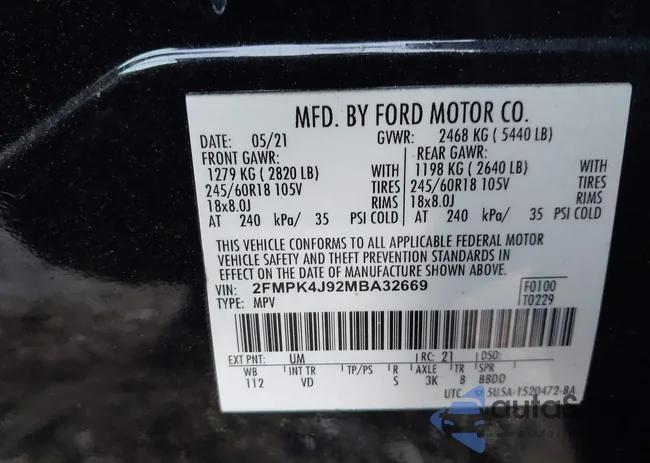 MFD. BY FORD MOTOR CO.
DATE: 05/21 GVWR: 2468 KG ( 5440 LB)
FRONT GAWR: REAR GAWR:
1279 KG ( 2820 LB) WITH 1198 KG ( 2640 LB) WITH
245/60R18 105V TIRES 245/60R18 105V TIRES
18x8.0J RIMS 18x8.0J RIMS
AT 240 kPa/ 35 PSI COLD AT 240 kPa/ 35 PSI COLD
THIS VEHICLE CONFORMS TO ALL APPLICABLE FEDERAL MOTOR
VEHICLE SAFETY AND THEFT PREVENTION STANDARDS IN
EFFECT ON THE DATE OF MANUFACTURE SHOWN ABOVE.
VIN: 2FMPK4J92MBA32669 F0100
TYPE: MPV T0229
EXT PNT: UM RC: 21 DSO:
WB INT TR TP/PS R AXLE TR SPR
112 VD S 3K 8 BBDD
UTC 5U5A-1520472-BA